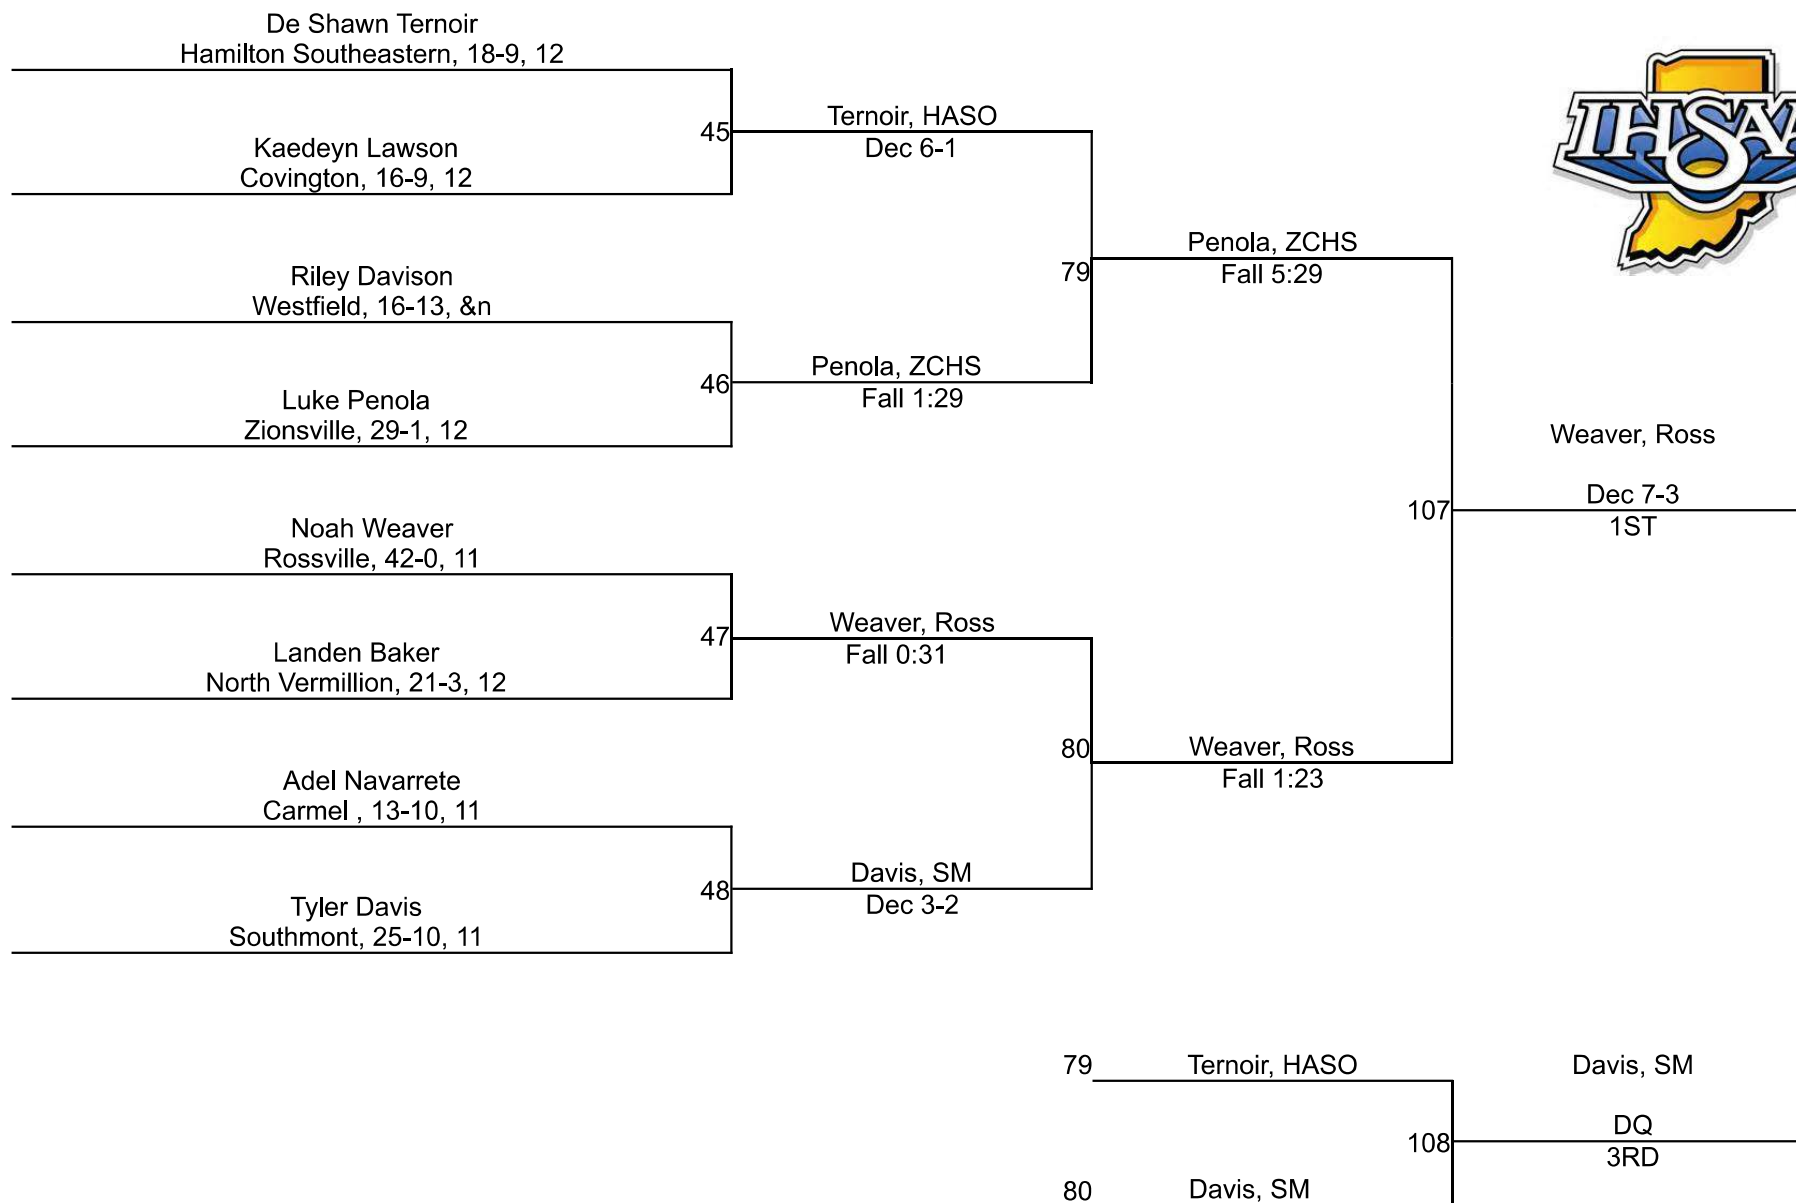 De Shawn Ternoir
Hamilton Southeastern, 18-9, 12
45
Kaedeyn Lawson
Covington, 16-9, 12
Ternoir, HASO
Dec 6-1
Riley Davison
Westfield, 16-13, &n
46
Luke Penola
Zionsville, 29-1, 12
Penola, ZCHS
Fall 1:29
79
Penola, ZCHS
Fall 5:29
Noah Weaver
Rossville, 42-0, 11
47
Landen Baker
North Vermillion, 21-3, 12
Weaver, Ross
Fall 0:31
Adel Navarrete
Carmel , 13-10, 11
48
Tyler Davis
Southmont, 25-10, 11
Davis, SM
Dec 3-2
80
Weaver, Ross
Fall 1:23
107
Weaver, Ross
Dec 7-3
1ST
IHSAA
79
Ternoir, HASO
80
Davis, SM
108
Davis, SM
DQ
3RD